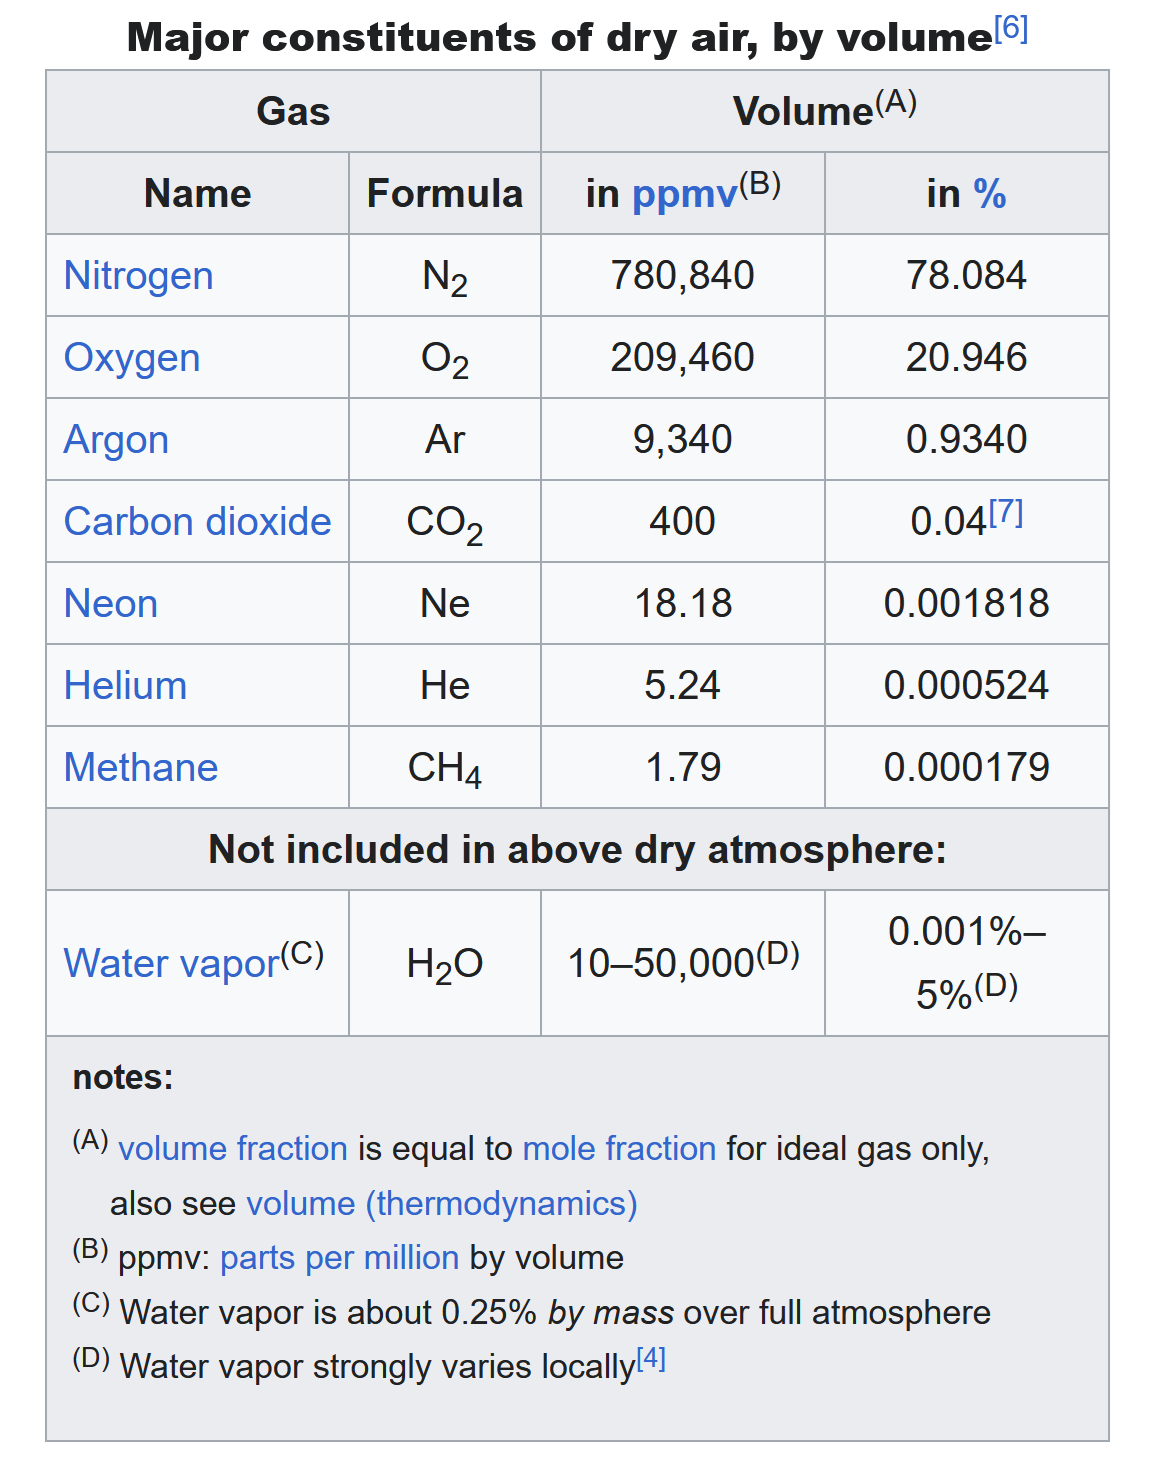 Major constituents of dry air, by volume[6]
Gas Volume(A)
Name Formula in ppmv(B) in %
Nitrogen N2 780,840 78.084
Oxygen O2 209,460 20.946
Argon Ar 9,340 0.9340
Carbon dioxide CO2 400 0.04[7]
Neon Ne 18.18 0.001818
Helium He 5.24 0.000524
Methane CH4 1.79 0.000179
Not included in above dry atmosphere:
Water vapor(C) H2O 10–50,000(D) 0.001%–
5%(D)
notes:
(A) volume fraction is equal to mole fraction for ideal gas only,
also see volume (thermodynamics)
(B) ppmv: parts per million by volume
(C) Water vapor is about 0.25% by mass over full atmosphere
(D) Water vapor strongly varies locally[4]